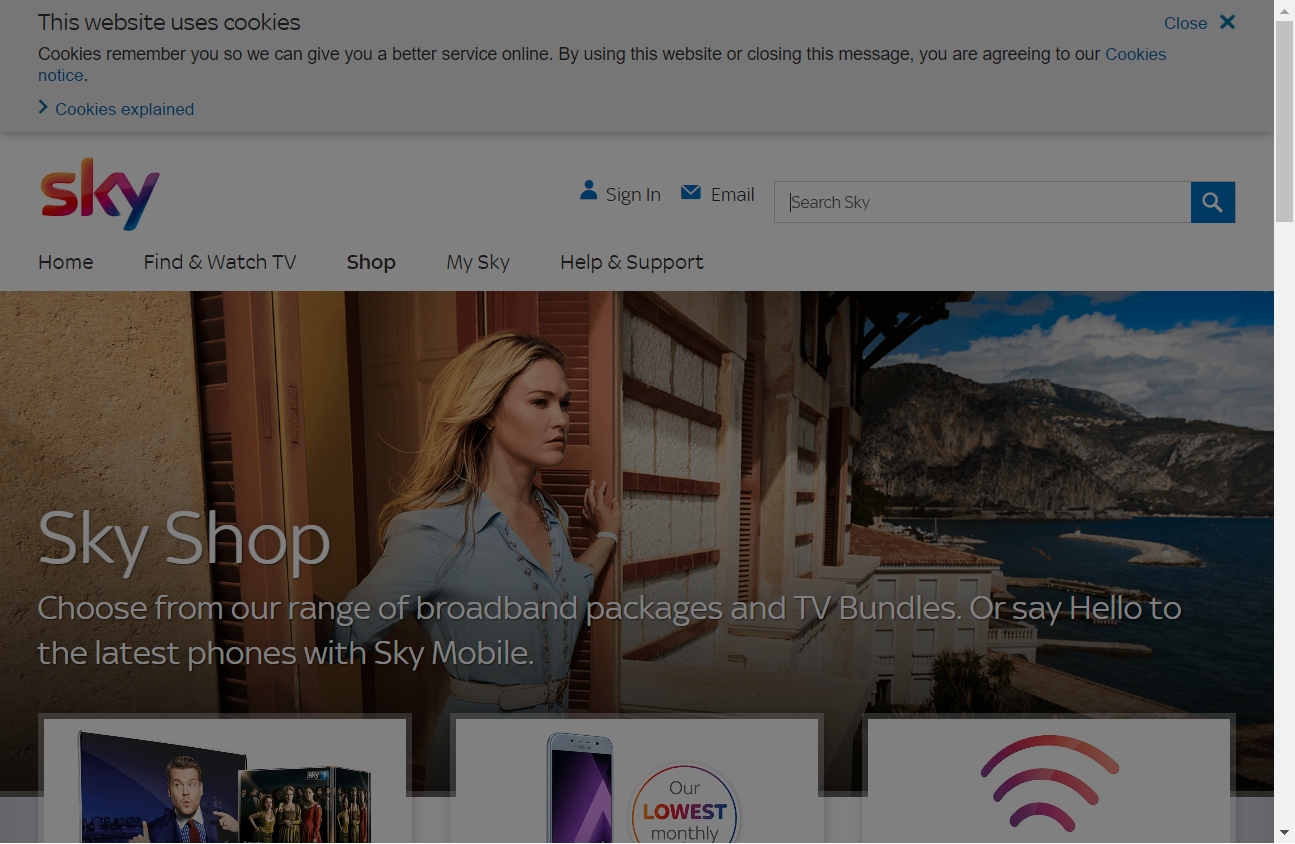 This website uses cookies
Close
Cookies remember you so we can give you a better service online. By using this website or closing this message, you are agreeing to our Cookies
notice.
Cookies explained
sky
Sign In
Email
Search Sky
Home
Find & Watch TV
Shop
My Sky
Help & Support
Sky Shop
Choose from our range of broadband packages and TV Bundles. Or say Hello to
the latest phones with Sky Mobile.
sky
Our
LOWEST
monthly